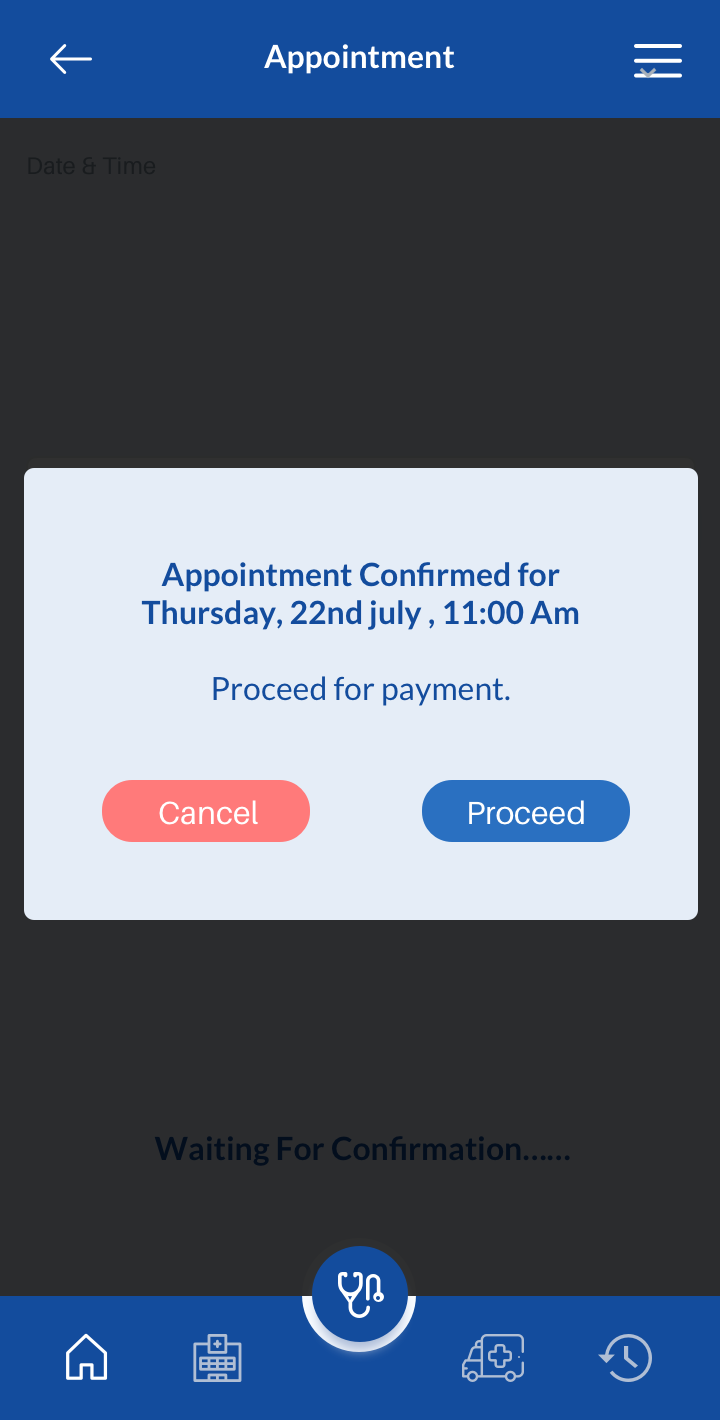 Appointment
Date & Time
Appointment Confirmed for
Thursday, 22nd july , 11:00 Am
Proceed for payment.
Cancel
Proceed
Waiting For Confirmation......